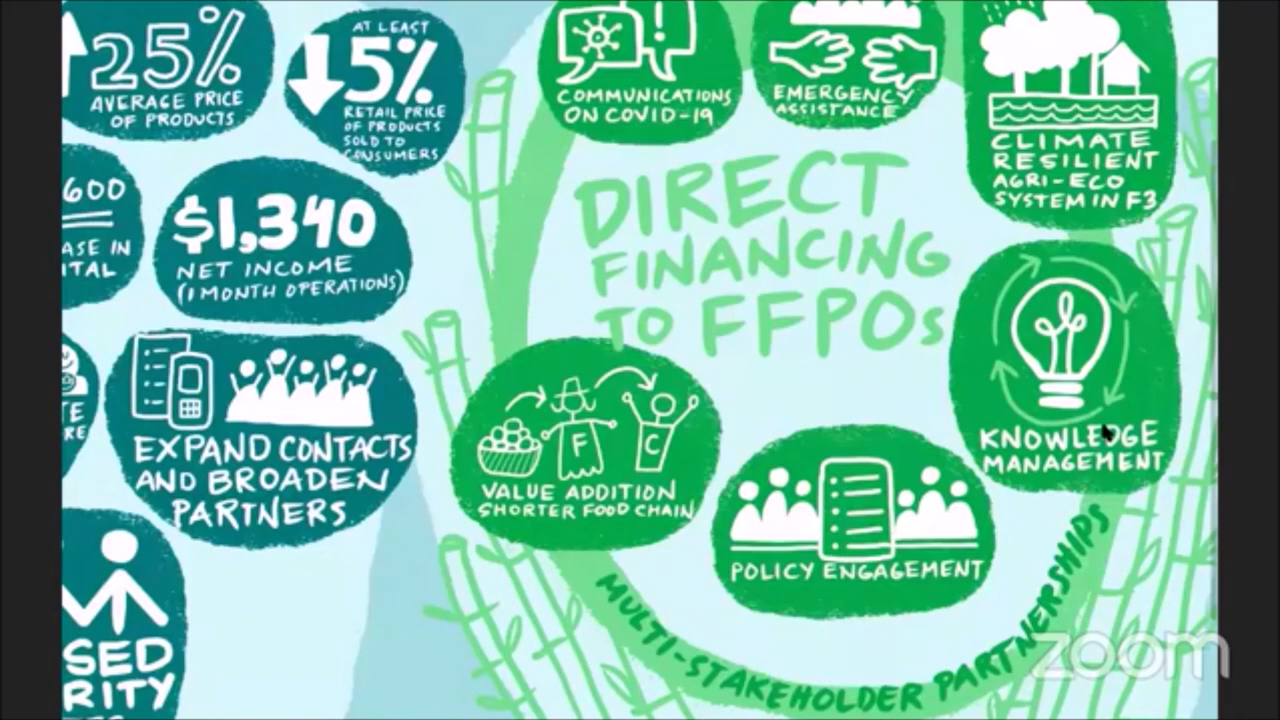 25%
AVERAGE PRICE
OF PRODUCTS
AT LEAST
5%
RETAIL PRICE
OF PRODUCTS
SOLD TO
CONSUMERS
600
$1,340
NET INCOME
(1 MONTH OPERATIONS)
EXPAND CONTACTS
AND BROADEN
PARTNERS
COMMUNICATIONS
ON COVID-19
EMERGENCY
ASSISTANCE
CLIMATE
RESILIENT
AGRI-ECO
SYSTEM IN F3
DIRECT
FINANCING
TO FFPOs
KNOWLEDGE
MANAGEMENT
F
C
VALUE ADDITION
SHORTER FOOD CHAIN
POLICY ENGAGEMENT
MULTI-STAKEHOLDER PARTNERSHIPS
zoom